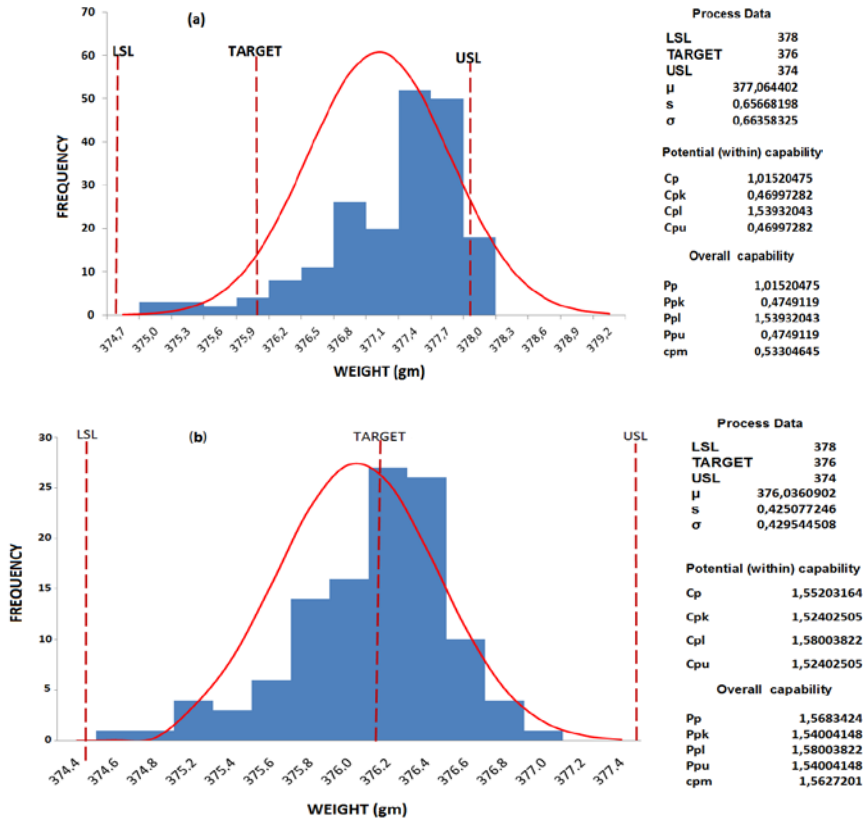 (a)
LSL
TARGET
USL
FREQUENCY
70
60
50
40
30
20
10
0
374,7 375,0 375,3 375,6 375,9 376,2 376,5 376,8 377,1 377,4 377,7 378,0 378,3 378,6 378,9 379,2
WEIGHT (gm)
Process Data
LSL 378
TARGET 376
USL 374
µ 377,064402
s 0,65668198
σ 0,66358325
Potential (within) capability
Cp 1,01520475
Cpk 0,46997282
Cpl 1,53932043
Cpu 0,46997282
Overall capability
Pp 1,01520475
Ppk 0,4749119
Ppl 1,53932043
Ppu 0,4749119
cpm 0,53304645
(b)
LSL
TARGET
USL
FREQUENCY
30
25
20
15
10
5
0
374,4 374,6 374,8 375,2 375,4 375,6 375,8 376,0 376,2 376,4 376,6 376,8 377,0 377,2 377,4
WEIGHT (gm)
Process Data
LSL 378
TARGET 376
USL 374
µ 376,0360902
s 0,425077246
σ 0,429544508
Potential (within) capability
Cp 1,55203164
Cpk 1,52402505
Cpl 1,58003822
Cpu 1,52402505
Overall capability
Pp 1,5683424
Ppk 1,54004148
Ppl 1,58003822
Ppu 1,54004148
cpm 1,5627201